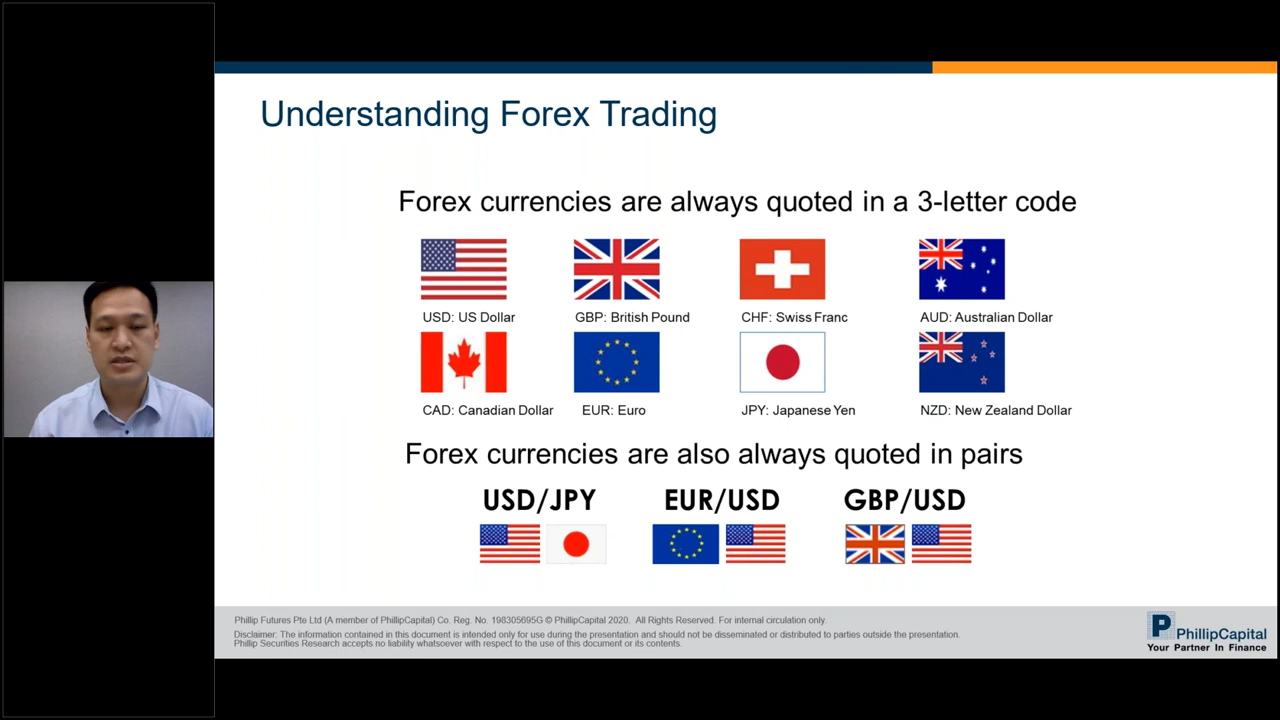 Understanding Forex Trading
Forex currencies are always quoted in a 3-letter code
USD: US Dollar
GBP: British Pound
CHF: Swiss Franc
AUD: Australian Dollar
CAD: Canadian Dollar
EUR: Euro
JPY: Japanese Yen
NZD: New Zealand Dollar
Forex currencies are also always quoted in pairs
USD/JPY
EUR/USD
GBP/USD
Phillip Futures Pte Ltd (A member of PhillipCapital) Co. Reg. No. 198305695G © PhillipCapital 2020. All Rights Reserved. For internal circulation only.
Disclaimer: The information contained in this document is intended only for use during the presentation and should not be disseminated or distributed to parties outside the presentation.
Phillip Securities Research accepts no liability whatsoever with respect to the use of this document or its contents.
P PhillipCapital
Your Partner In Finance